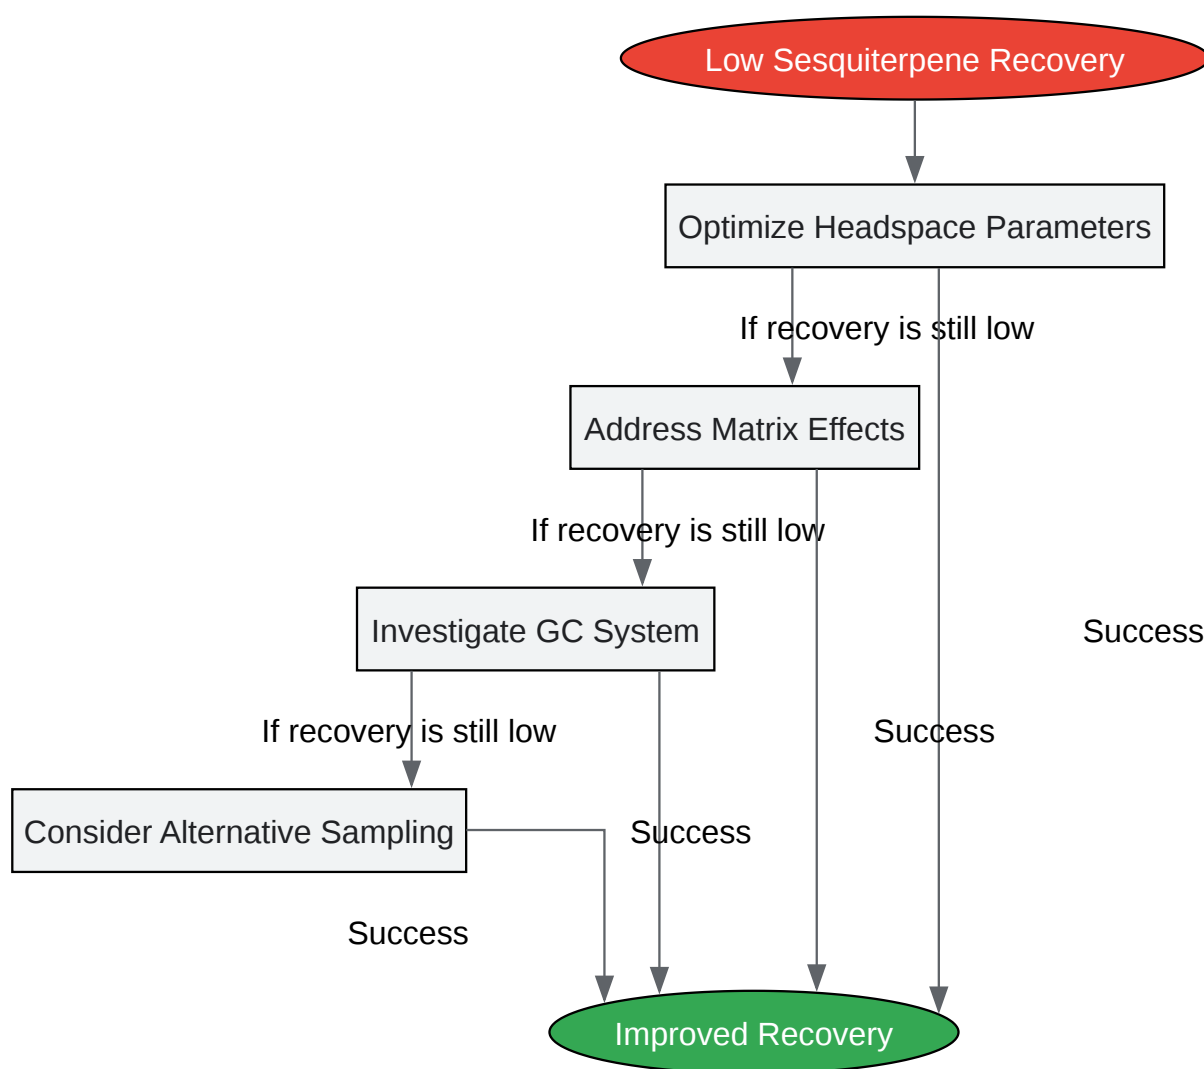 Low Sesquiterpene Recovery
Optimize Headspace Parameters
If recovery is still low
Address Matrix Effects
If recovery is still low
Investigate GC System
Success
If recovery is still low
Success
Consider Alternative Sampling
Success
Success
Improved Recovery